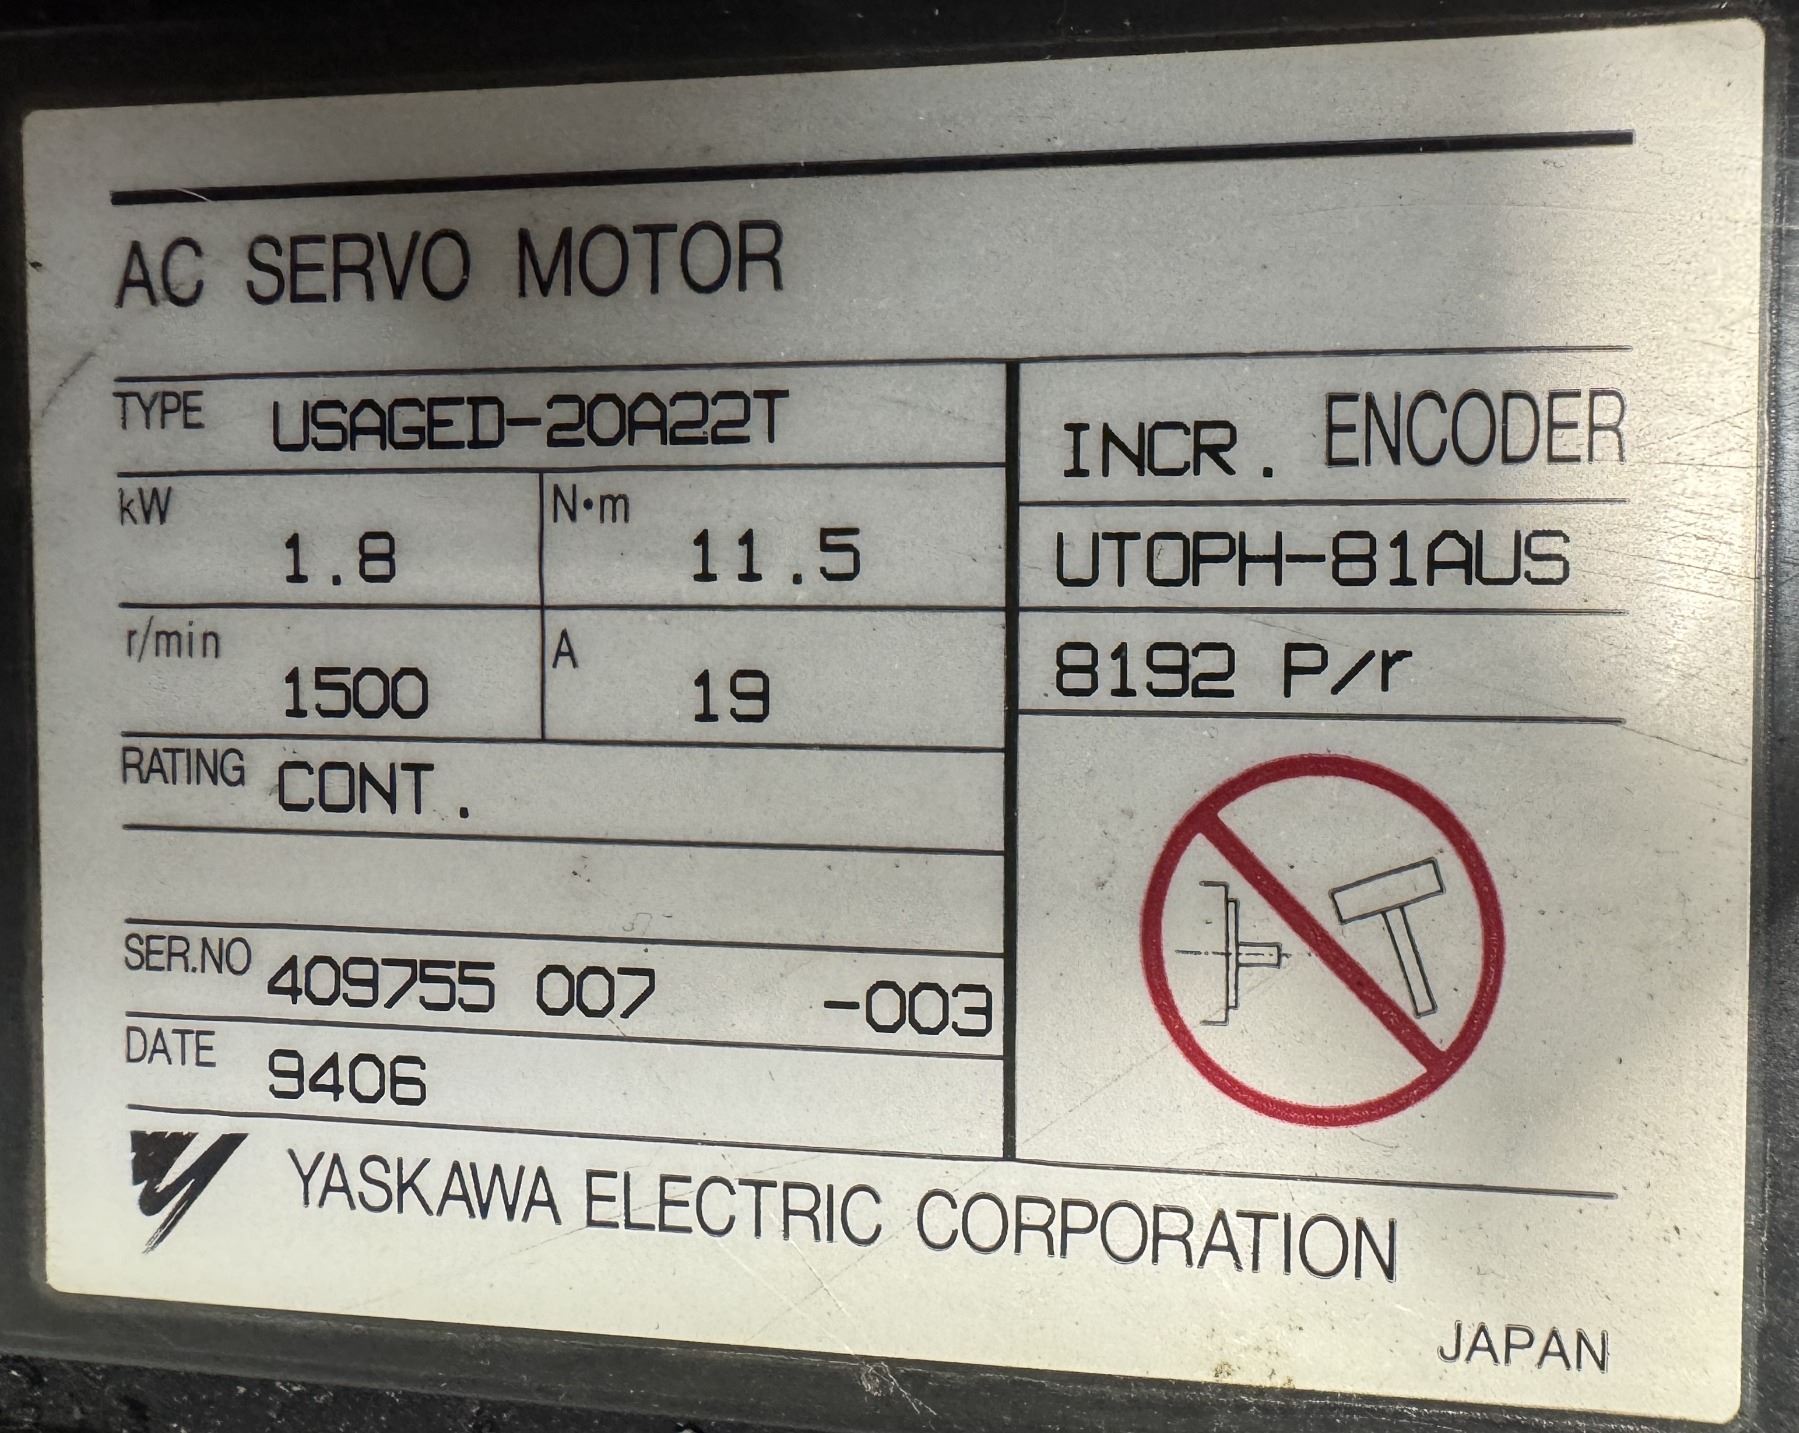 AC SERVO MOTOR
TYPE USAGED-20A22T
kW 1.8 N·m 11.5
r/min 1500 A 19
RATING CONT.
SER.NO 409755 007 -003
DATE 9406
INCR. ENCODER
UTOPH-81AUS
8192 P/r
YASKAWA ELECTRIC CORPORATION
JAPAN